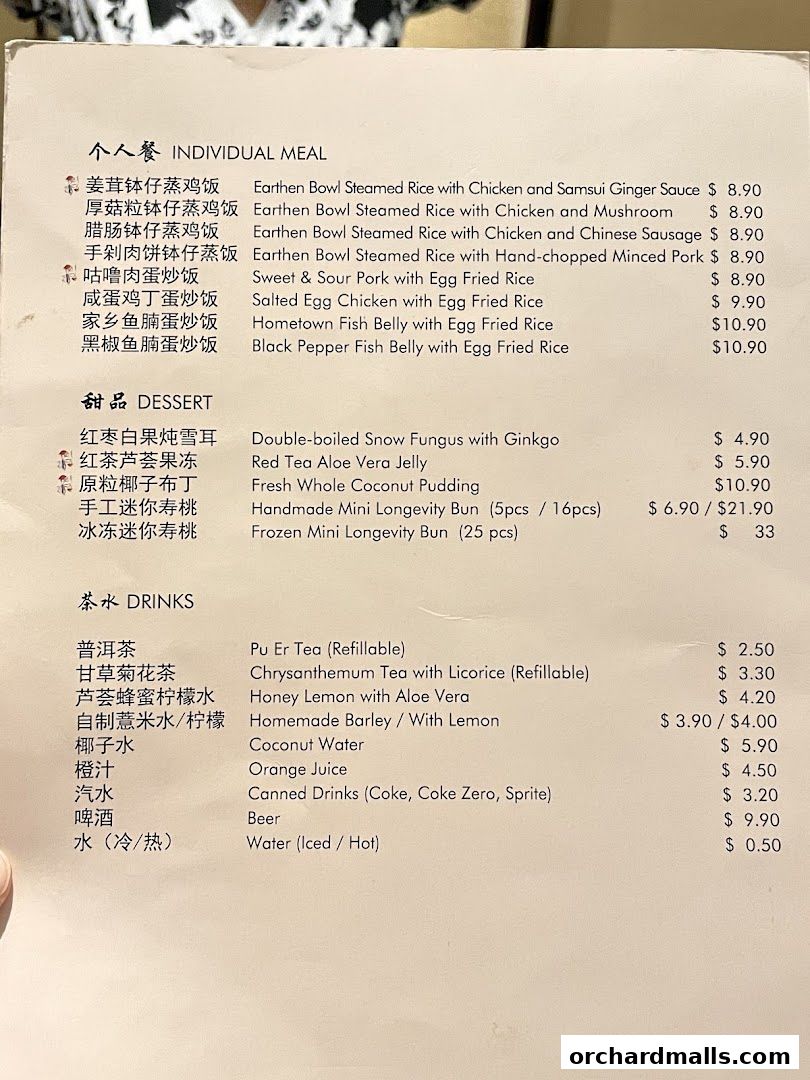 个人餐 INDIVIDUAL MEAL
姜茸钵仔蒸鸡饭 Earthen Bowl Steamed Rice with Chicken and Samsui Ginger Sauce $ 8.90
厚菇粒钵仔蒸鸡饭 Earthen Bowl Steamed Rice with Chicken and Mushroom $ 8.90
腊肠钵仔蒸鸡饭 Earthen Bowl Steamed Rice with Chicken and Chinese Sausage $ 8.90
手剁肉饼钵仔蒸饭 Earthen Bowl Steamed Rice with Hand-chopped Minced Pork $ 8.90
咕噜肉蛋炒饭 Sweet & Sour Pork with Egg Fried Rice $ 8.90
咸蛋鸡丁蛋炒饭 Salted Egg Chicken with Egg Fried Rice $ 9.90
家乡鱼腩蛋炒饭 Hometown Fish Belly with Egg Fried Rice $10.90
黑椒鱼腩蛋炒饭 Black Pepper Fish Belly with Egg Fried Rice $10.90
甜品 DESSERT
红枣白果炖雪耳 Double-boiled Snow Fungus with Ginkgo $ 4.90
红茶芦荟果冻 Red Tea Aloe Vera Jelly $ 5.90
原粒椰子布丁 Fresh Whole Coconut Pudding $10.90
手工迷你寿桃 Handmade Mini Longevity Bun (5pcs / 16pcs) $ 6.90 / $21.90
冰冻迷你寿桃 Frozen Mini Longevity Bun (25 pcs) $ 33
茶水 DRINKS
普洱茶 Pu Er Tea (Refillable) $ 2.50
甘草菊花茶 Chrysanthemum Tea with Licorice (Refillable) $ 3.30
芦荟蜂蜜柠檬水 Honey Lemon with Aloe Vera $ 4.20
自制薏米水/柠檬 Homemade Barley / With Lemon $ 3.90 / $4.00
椰子水 Coconut Water $ 5.90
橙汁 Orange Juice $ 4.50
汽水 Canned Drinks (Coke, Coke Zero, Sprite) $ 3.20
啤酒 Beer $ 9.90
水（冷/热） Water (Iced / Hot) $ 0.50
orchardmalls.com